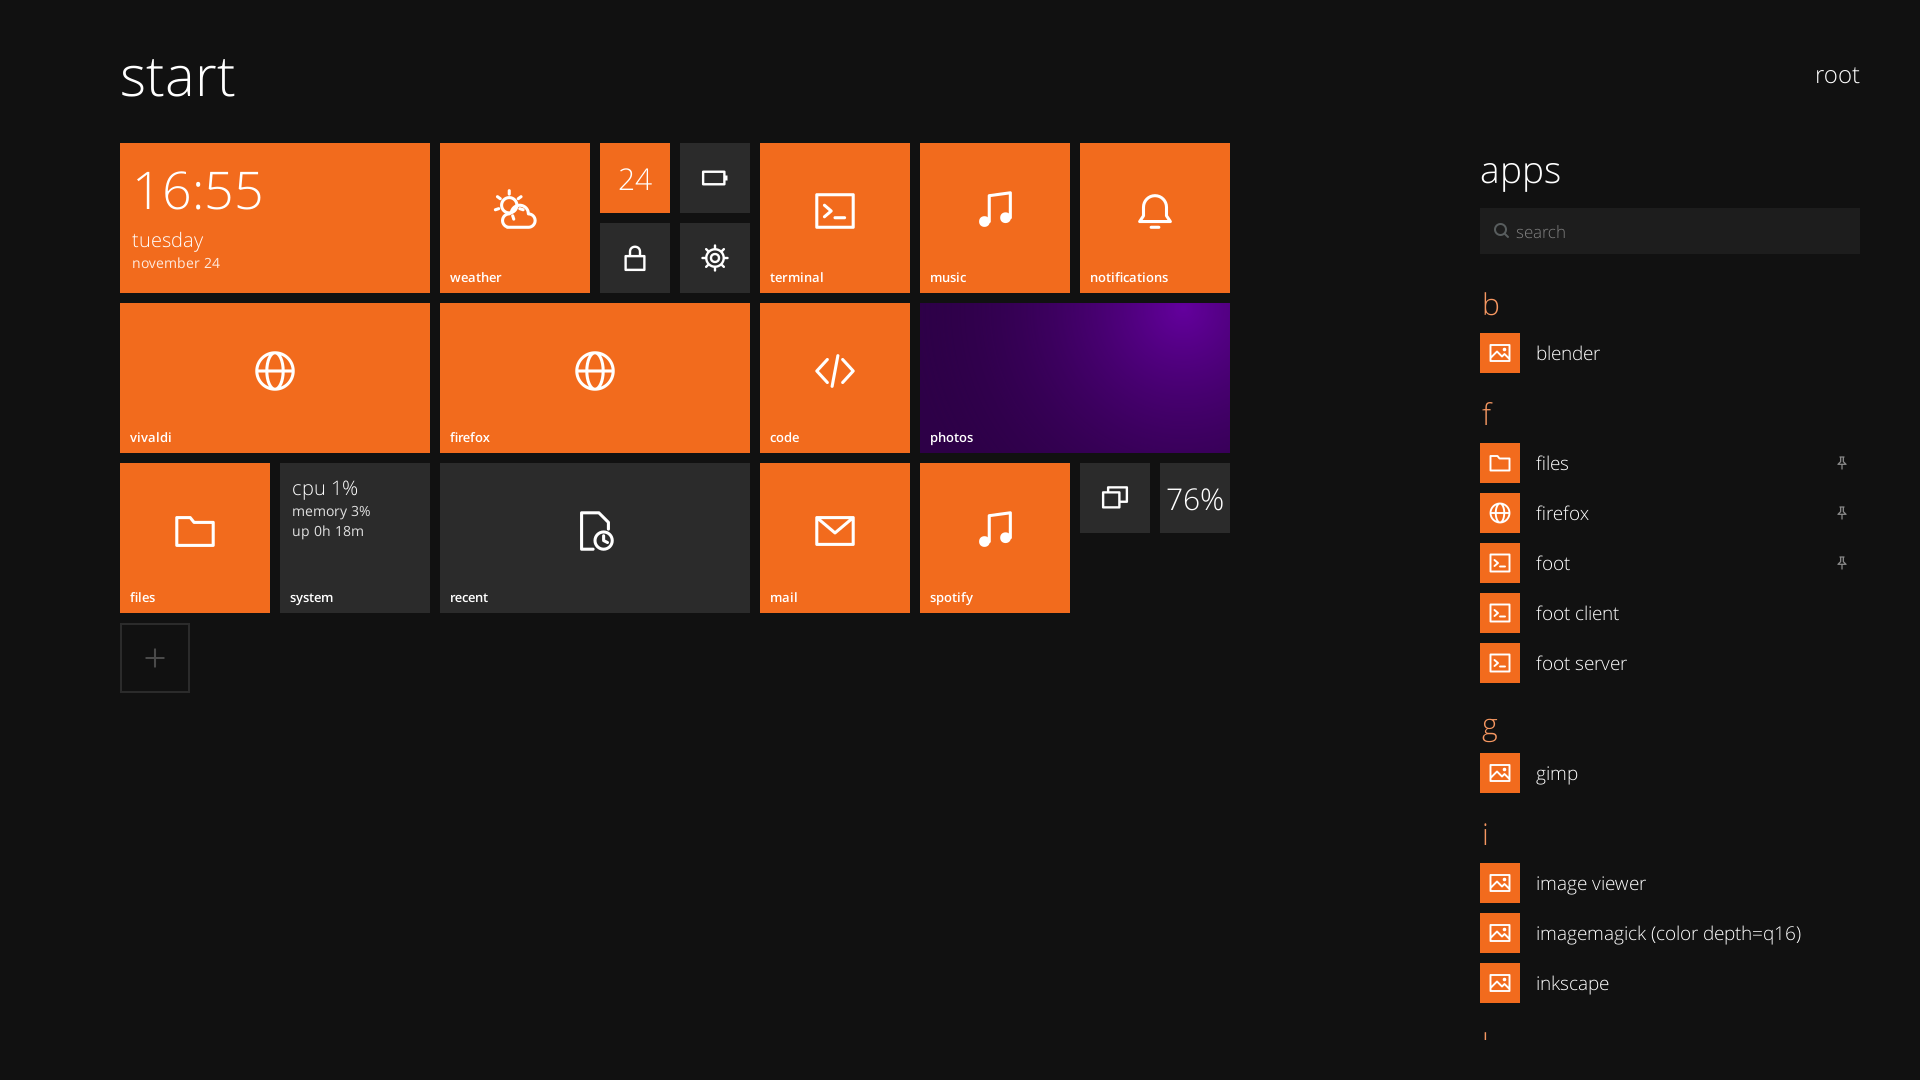 start
root
16:55
tuesday
november 24
weather
24
terminal
music
notifications
vivaldi
firefox
code
photos
files
cpu 1%
memory 3%
up 0h 18m
system
recent
mail
spotify
76%
apps
search
b
blender
f
files
firefox
foot
foot client
foot server
g
gimp
i
image viewer
imagemagick (color depth=q16)
inkscape